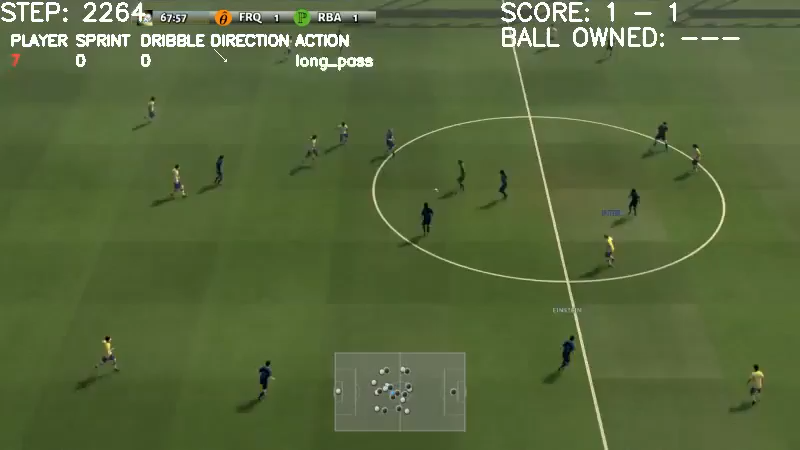 STEP: 2264
67:57 FRQ 1 P RBA 1
SCORE: 1 - 1
BALL OWNED: ---
PLAYER SPRINT DRIBBLE DIRECTION ACTION
7 0 0 long_pass
EINSTEIN